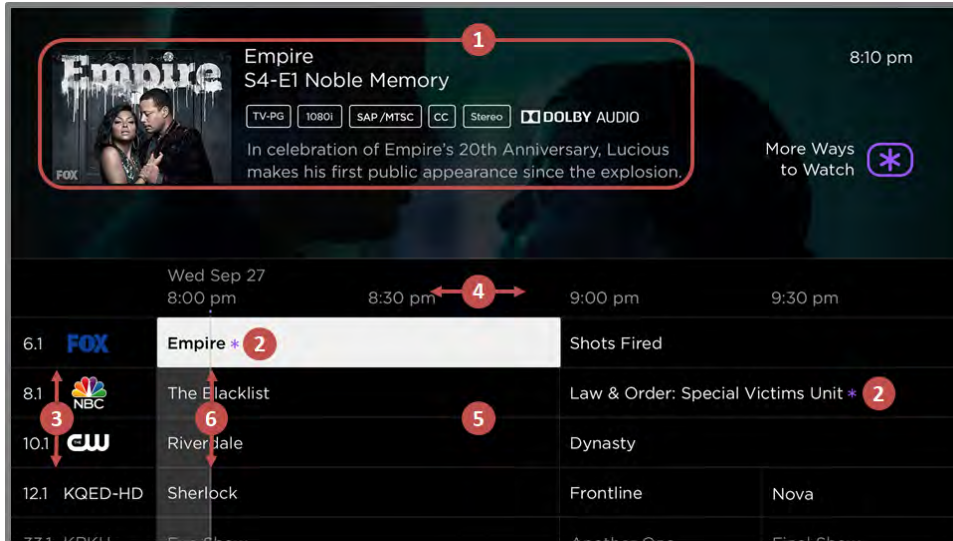 1
Empire
Empire
S4-E1 Noble Memory
8:10 pm
TV-PG 1080i SAP/MTSC CC Stereo DOLBY AUDIO
In celebration of Empire's 20th Anniversary, Lucious
makes his first public appearance since the explosion.
FOX
More Ways
to Watch *
Wed Sep 27
8:00 pm 8:30 pm 4 9:00 pm 9:30 pm
6.1 FOX Empire * 2 Shots Fired
8.1 NBC The Blacklist Law & Order: Special Victims Unit * 2
3 6 5
10.1 CW Riverdale Dynasty
12.1 KQED-HD Sherlock Frontline Nova
Another One Final Show